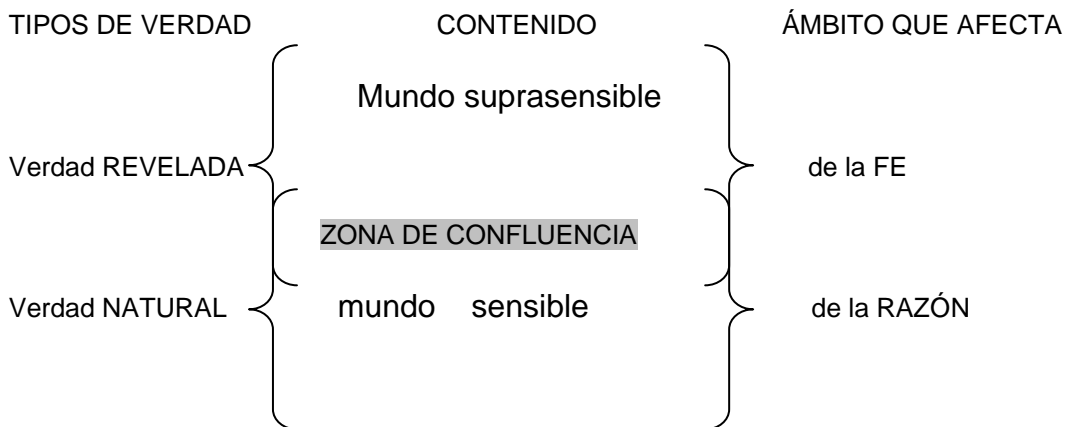 TIPOS DE VERDAD CONTENIDO ÁMBITO QUE AFECTA
Mundo suprasensible
Verdad REVELADA de la FE
ZONA DE CONFLUENCIA
Verdad NATURAL mundo sensible de la RAZÓN